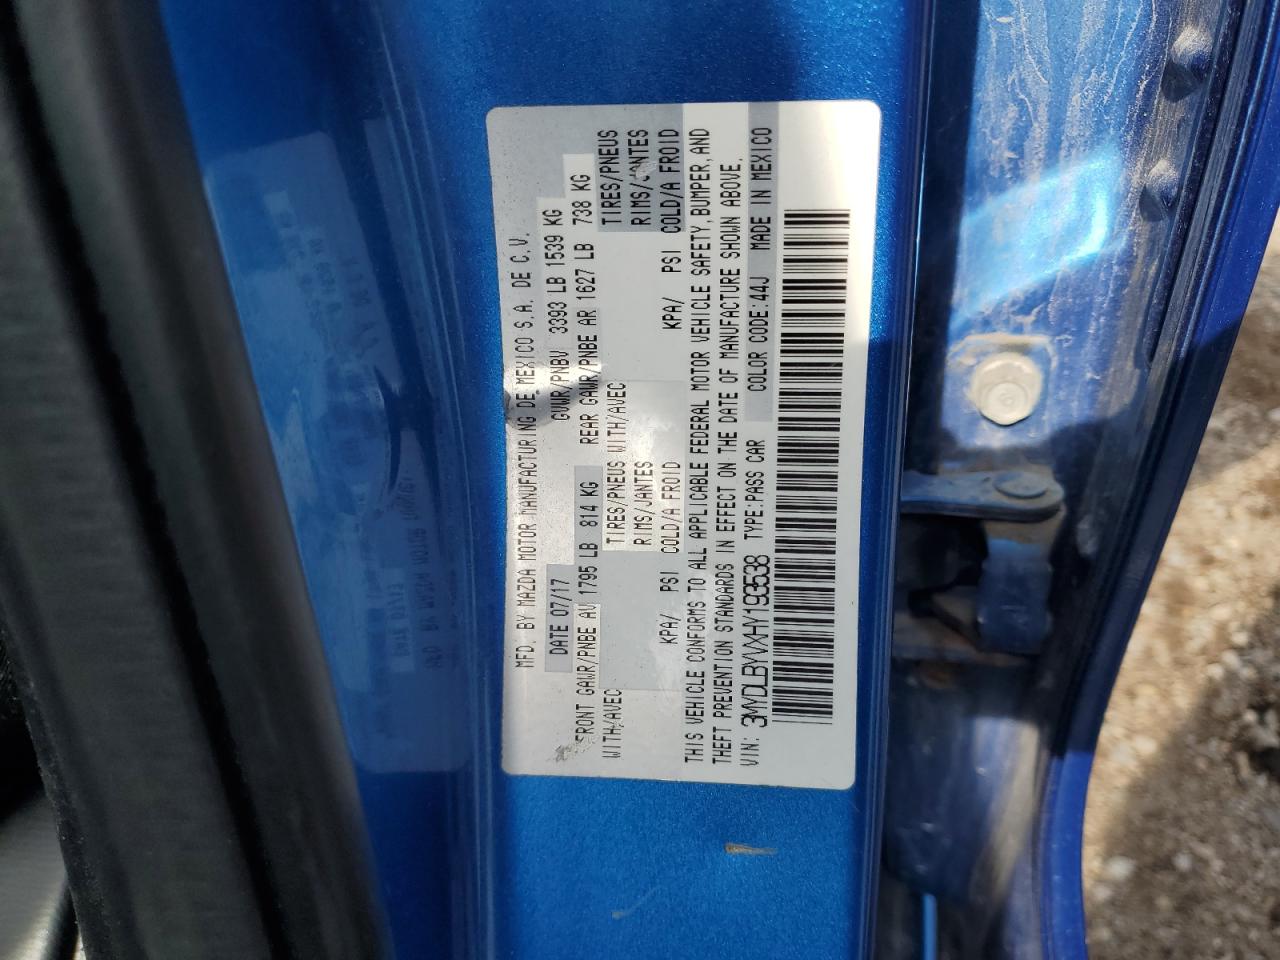 MFD. BY MAZDA MOTOR MANUFACTURING DE MEXICO S.A. DE C.V.
DATE 07/17 GVWR/PNBV 3393 LB 1539 KG
FRONT GAWR/PNBE AV 1795 LB 814 KG REAR GAWR/PNBE AR 1627 LB 738 KG
WITH/AVEC TIRES/PNEUS WITH/AVEC TIRES/PNEUS
RIMS/JANTES RIMS/JANTES
KPA/ PSI COLD/A FROID KPA/ PSI COLD/A FROID
THIS VEHICLE CONFORMS TO ALL APPLICABLE FEDERAL MOTOR VEHICLE SAFETY, BUMPER, AND
THEFT PREVENTION STANDARDS IN EFFECT ON THE DATE OF MANUFACTURE SHOWN ABOVE.
VIN: 3MYDLBYVXHY193538 TYPE:PASS CAR COLOR CODE:44J MADE IN MEXICO